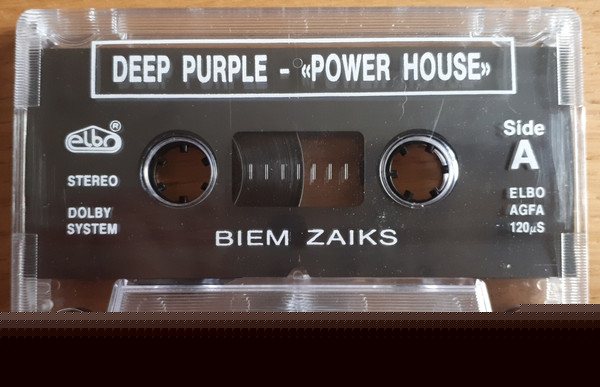 DEEP PURPLE - «POWER HOUSE»
elbo®
STEREO
DOLBY
SYSTEM
Side
A
ELBO
AGFA
120µS
BIEM ZAIKS